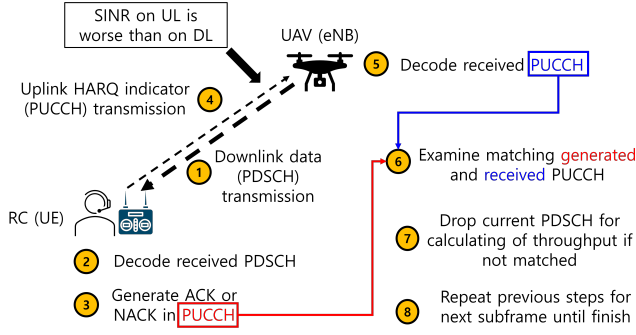 SINR on UL is
worse than on DL
UAV (eNB)
5 Decode received PUCCH
Uplink HARQ indicator
(PUCCH) transmission
4
1
Downlink data
(PDSCH)
transmission
6
Examine matching generated
and received PUCCH
RC (UE)
7
Drop current PDSCH for
calculating of throughput if
not matched
2 Decode received PDSCH
3
Generate ACK or
NACK in PUCCH
8
Repeat previous steps for
next subframe until finish